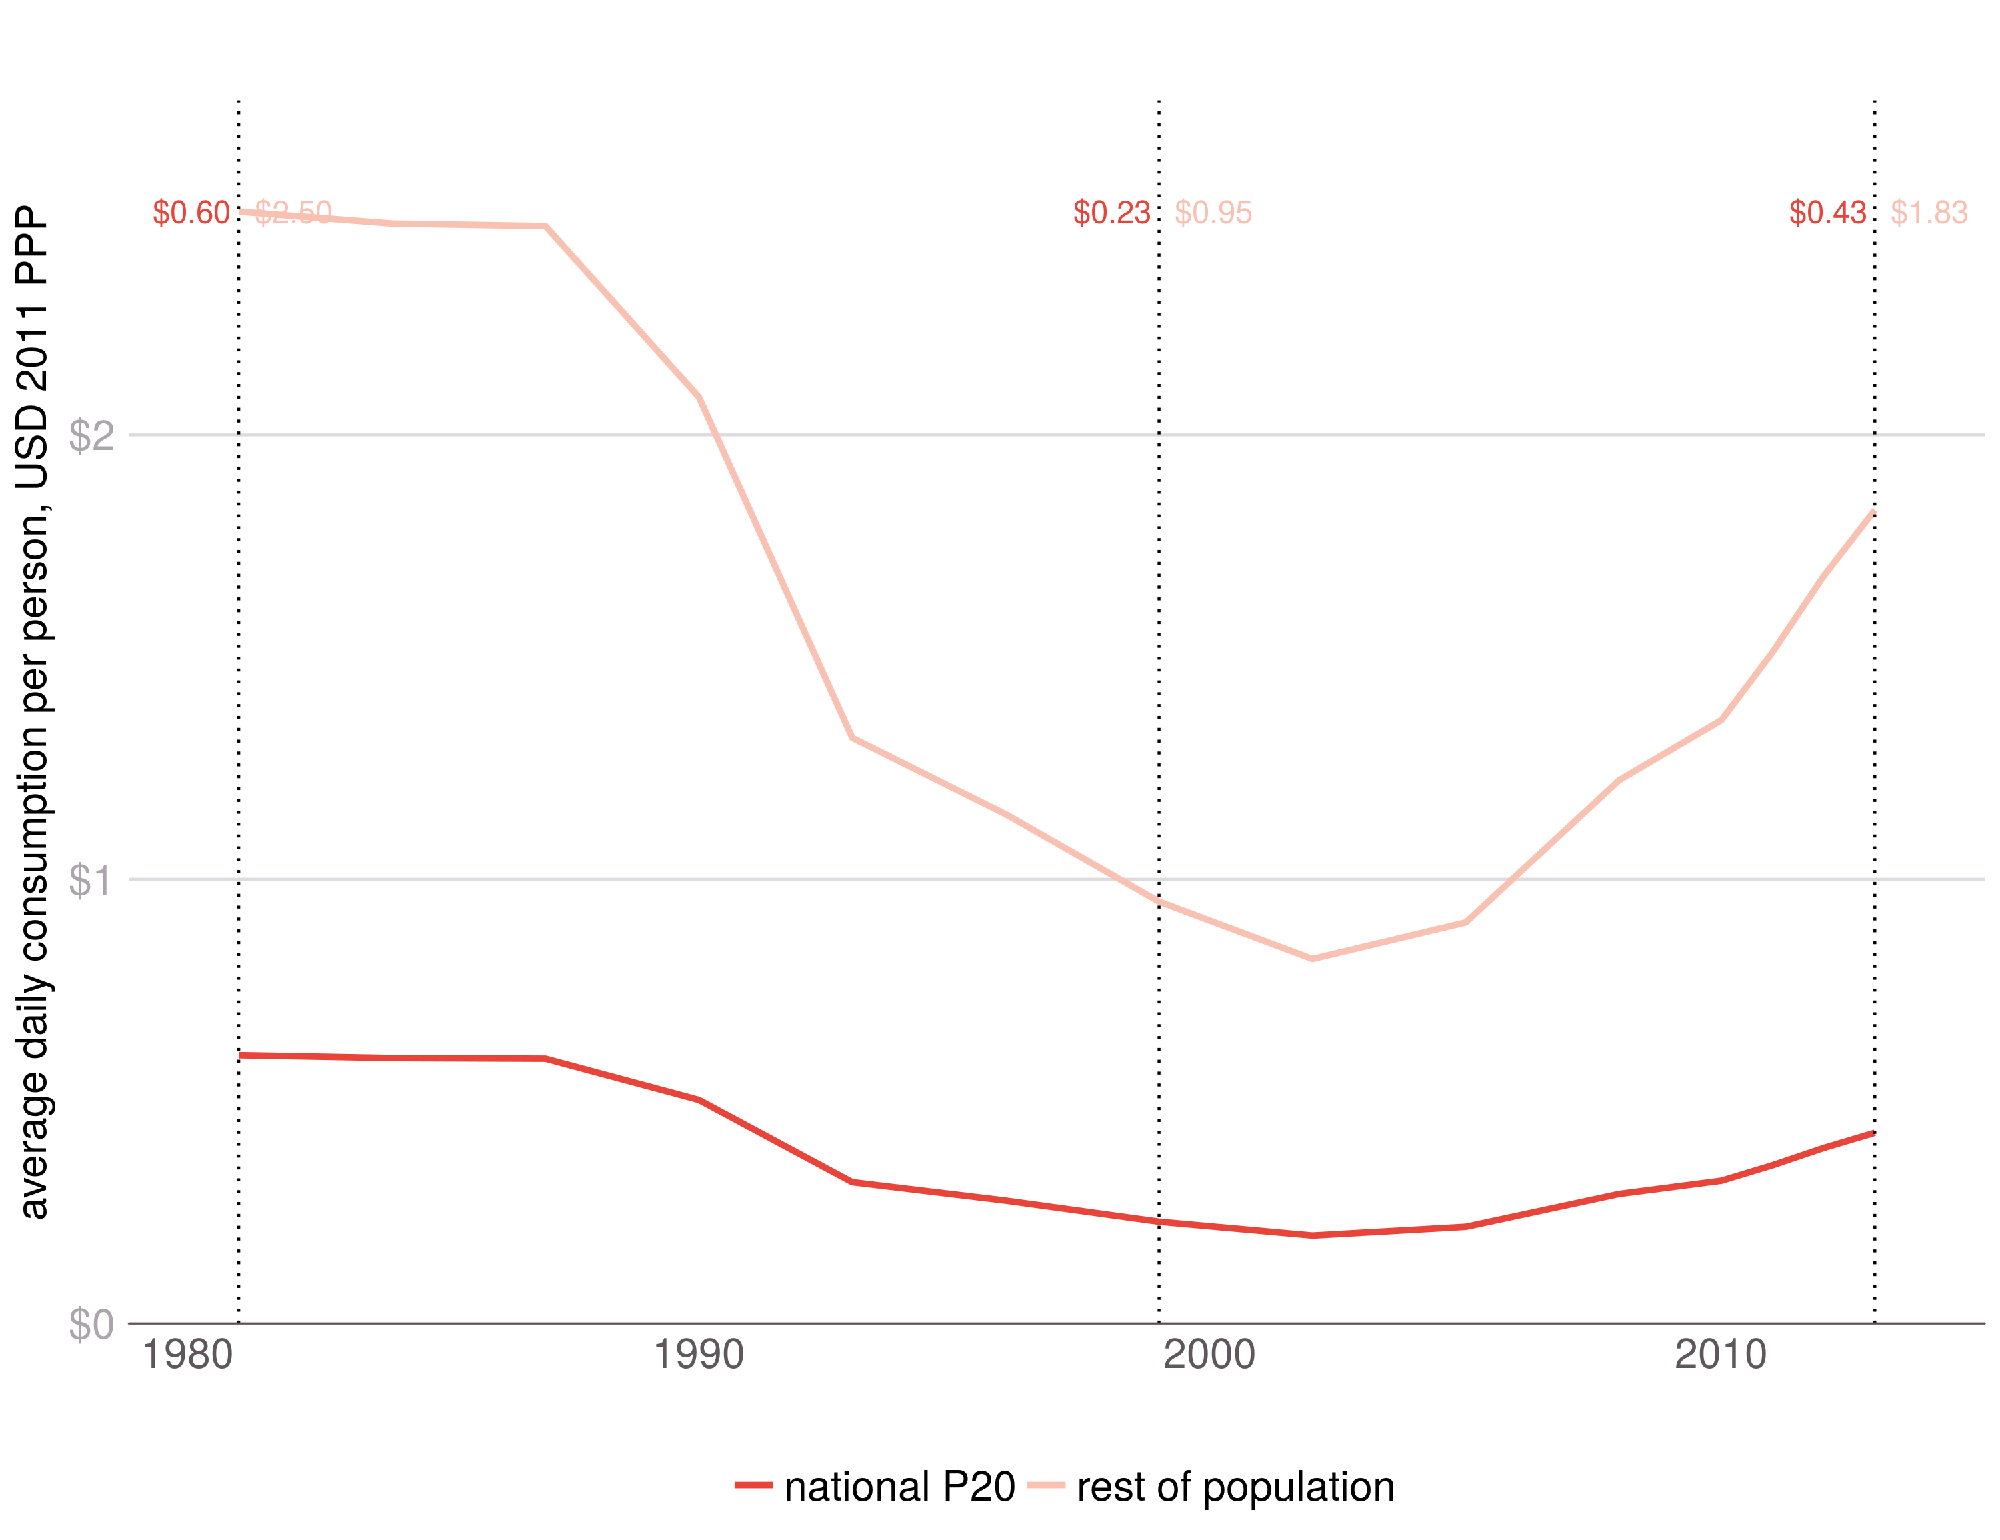 average daily consumption per person, USD 2011 PPP
$0.60 $2.50 $0.23 $0.95 $0.43 $1.83
$2
$1
$0
1980 1990 2000 2010
national P20 rest of population